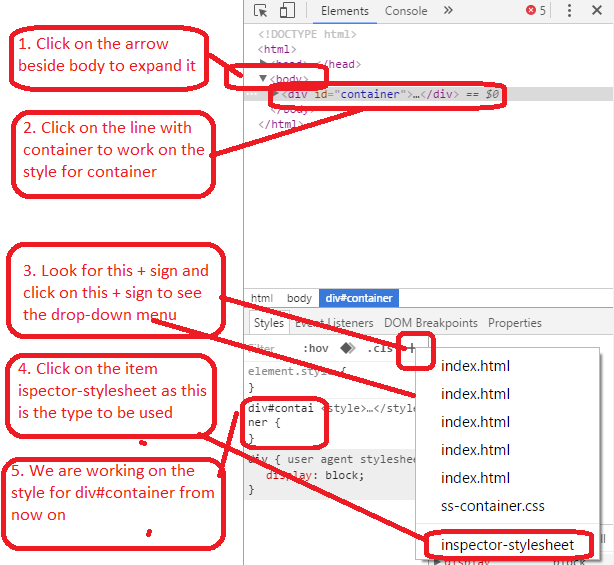 Elements Console » 5
1. Click on the arrow
beside body to expand it
<!DOCTYPE html>
<html>
<head>…</head>
<body>
<div id="container">…</div> == $0
</body>
</html>
2. Click on the line with
container to work on the
style for container
3. Look for this + sign and
click on this + sign to see
the drop-down menu
html body div#container
Styles Event Listeners DOM Breakpoints Properties
Filter :hov .cls +
4. Click on the item
ispector-stylesheet as this
is the type to be used
element.style {
}
div#contai <style>…</style
ner {
}
div { user agent stylesheet
display: block;
}
5. We are working on the
style for div#container from
now on
index.html
index.html
index.html
index.html
index.html
ss-container.css
inspector-stylesheet
display block